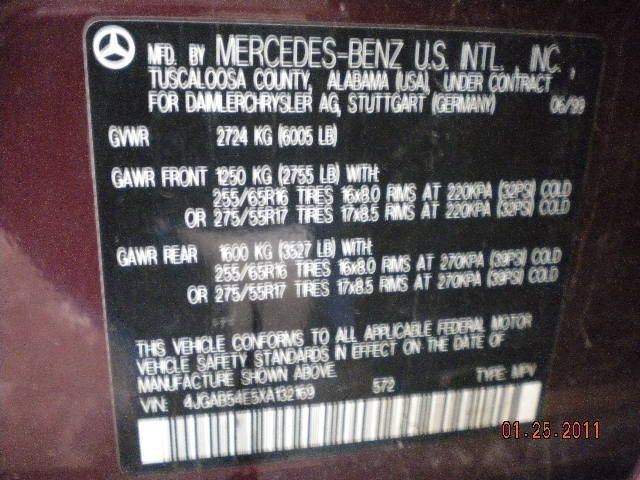 MFD. BY MERCEDES-BENZ U.S. INTL., INC.,
TUSCALOOSA COUNTY, ALABAMA (USA), UNDER CONTRACT
FOR DAIMLERCHRYSLER AG, STUTTGART (GERMANY) 06/99
GVWR 2724 KG (6005 LB)
GAWR FRONT 1250 KG (2755 LB) WITH:
255/65R16 TIRES 16x8.0 RIMS AT 220KPA (32PSI) COLD
OR 275/55R17 TIRES 17x8.5 RIMS AT 220KPA (32PSI) COLD
GAWR REAR 1600 KG (3527 LB) WITH:
255/65R16 TIRES 16x8.0 RIMS AT 270KPA (39PSI) COLD
OR 275/55R17 TIRES 17x8.5 RIMS AT 270KPA (39PSI) COLD
THIS VEHICLE CONFORMS TO ALL APPLICABLE FEDERAL MOTOR
VEHICLE SAFETY STANDARDS IN EFFECT ON THE DATE OF
MANUFACTURE SHOWN ABOVE.
VIN: 4JGAB54E5XA132169 572 TYPE: MPV
01.25.2011